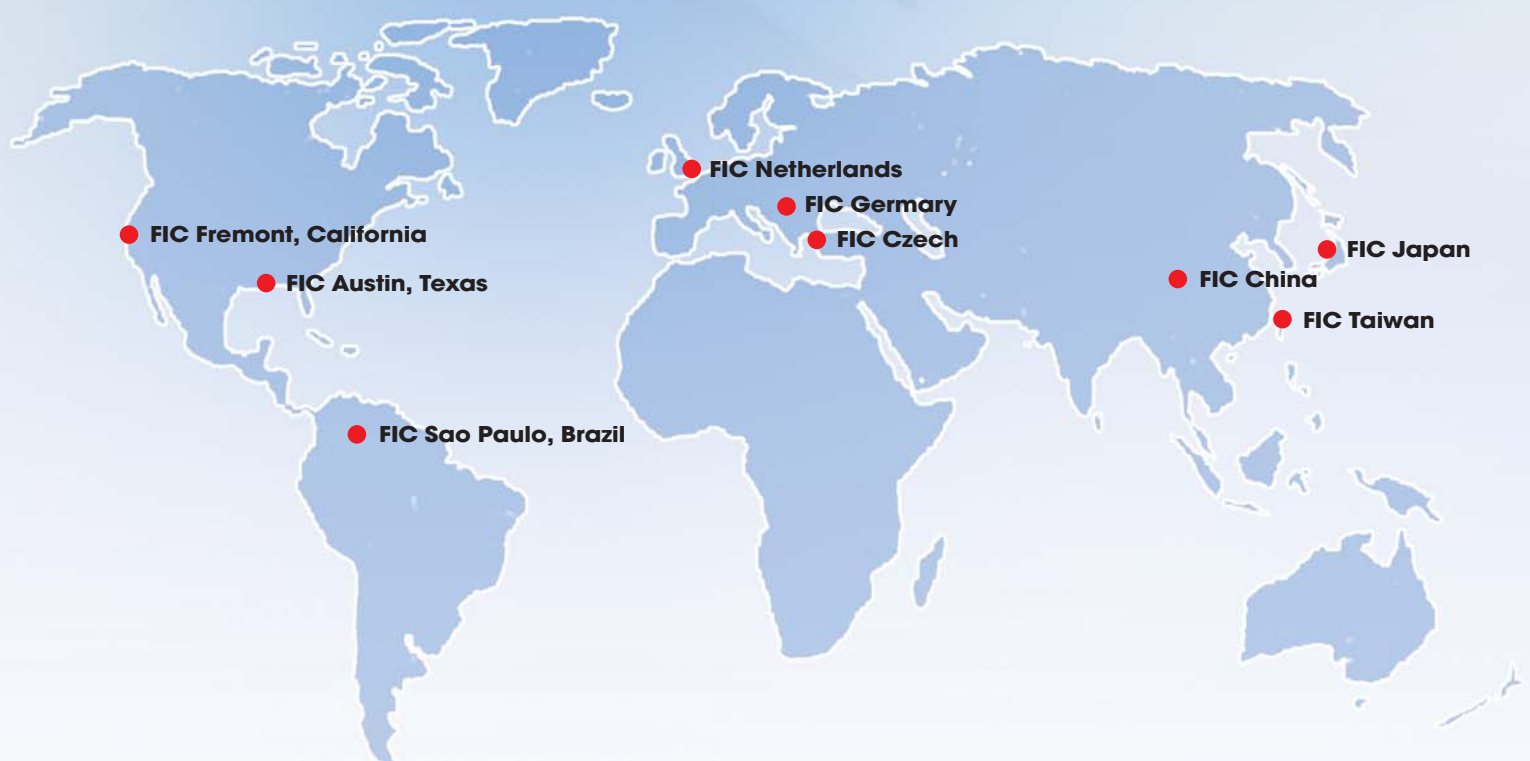 FIC Netherlands
FIC Germary
FIC Fremont, California
FIC Czech
FIC Japan
FIC Austin, Texas
FIC China
FIC Taiwan
FIC Sao Paulo, Brazil